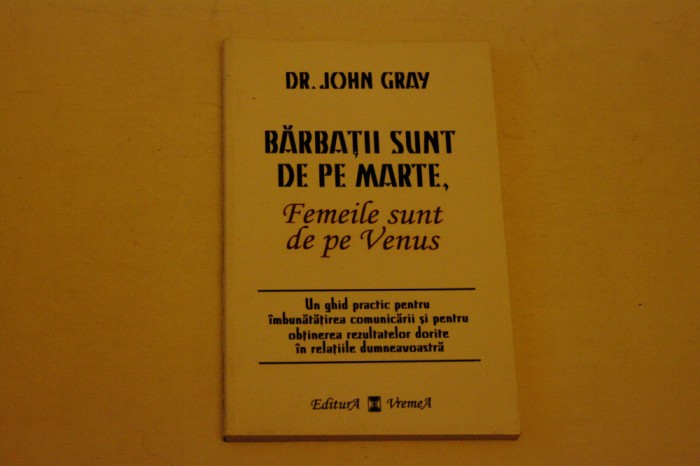 DR. JOHN GRAY
BĂRBAȚII SUNT
DE PE MARTE,
Femeile sunt
de pe Venus
Un ghid practic pentru
îmbunătățirea comunicării și pentru
obținerea rezultatelor dorite
în relațiile dumneavoastră
EditurA VremeA